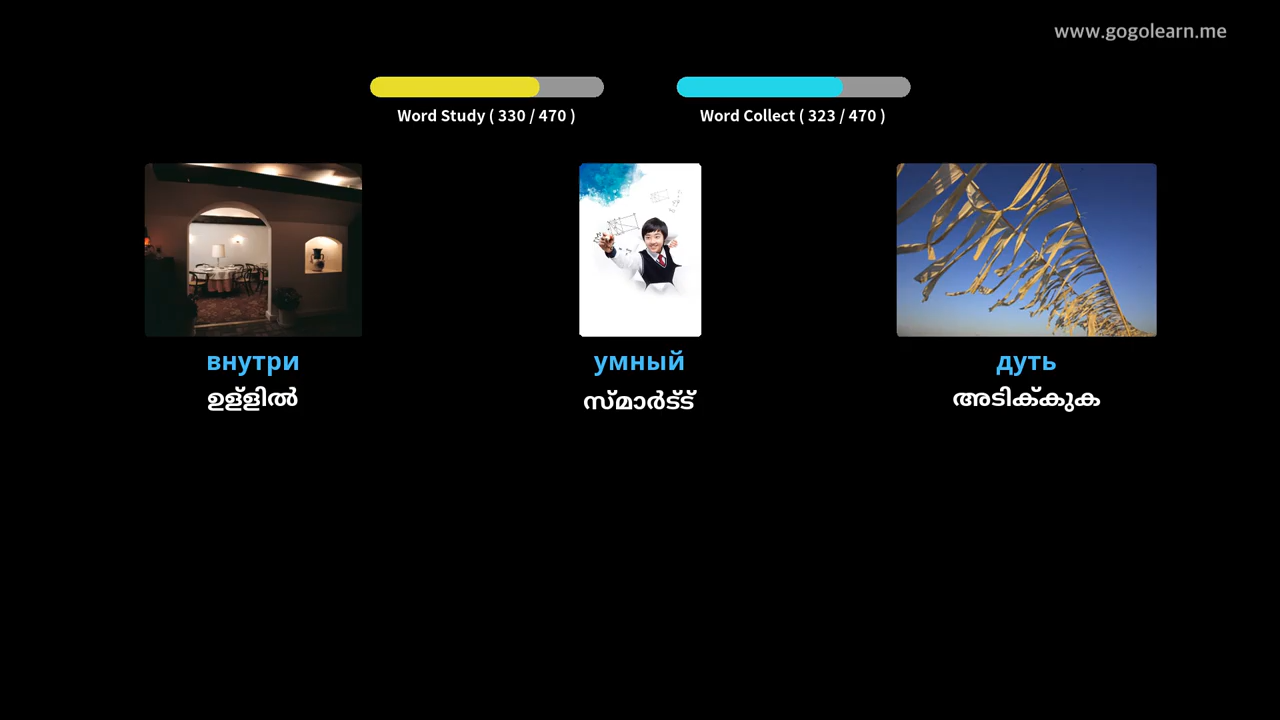 www.gogolearn.me
Word Study ( 330 / 470 )
Word Collect ( 323 / 470 )
внутри
умный
дуть
ഉള്ളിൽ
സ്മാർട്ട്
അടിക്കുക